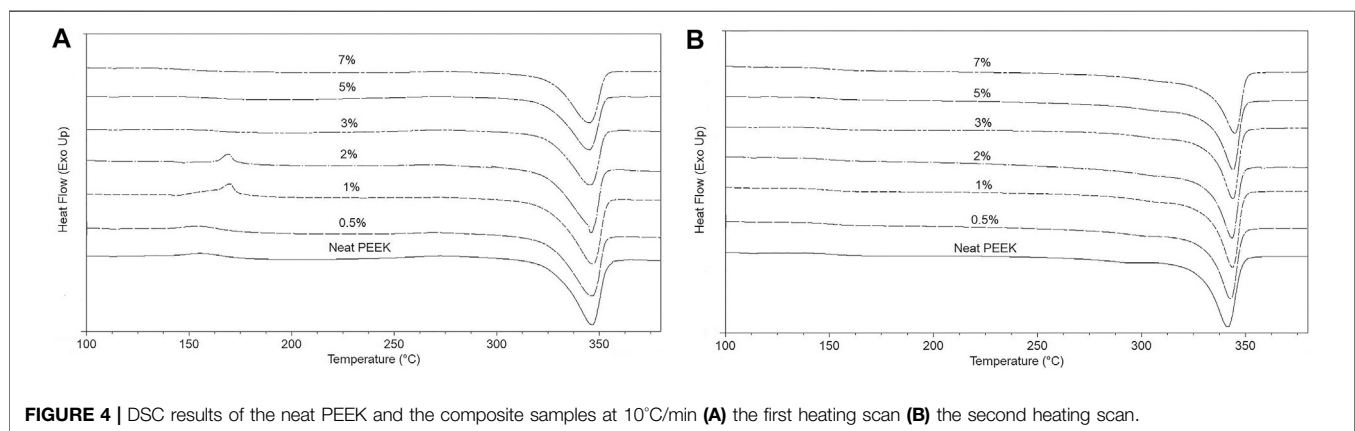 A
7%
5%
3%
2%
1%
0.5%
Neat PEEK
Heat Flow (Exo Up)
100 150 200 250 300 350
Temperature (°C)
B
7%
5%
3%
2%
1%
0.5%
Neat PEEK
Heat Flow (Exo Up)
100 150 200 250 300 350
Temperature (°C)
FIGURE 4 | DSC results of the neat PEEK and the composite samples at 10°C/min (A) the first heating scan (B) the second heating scan.